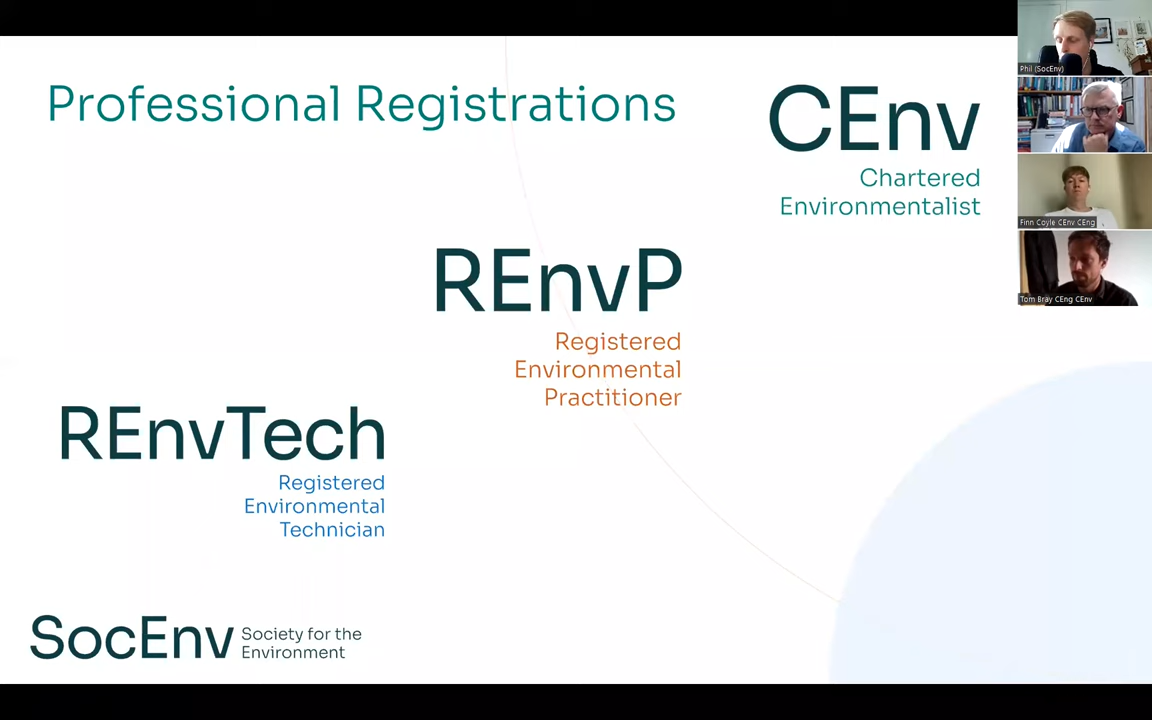 Professional Registrations
CEnv
Chartered
Environmentalist
REnvP
Registered
Environmental
Practitioner
REnvTech
Registered
Environmental
Technician
SocEnv
Society for the
Environment
Phil (SocEnv)
Finn Coyle CEnv CEng
Tom Bray CEng CEnv